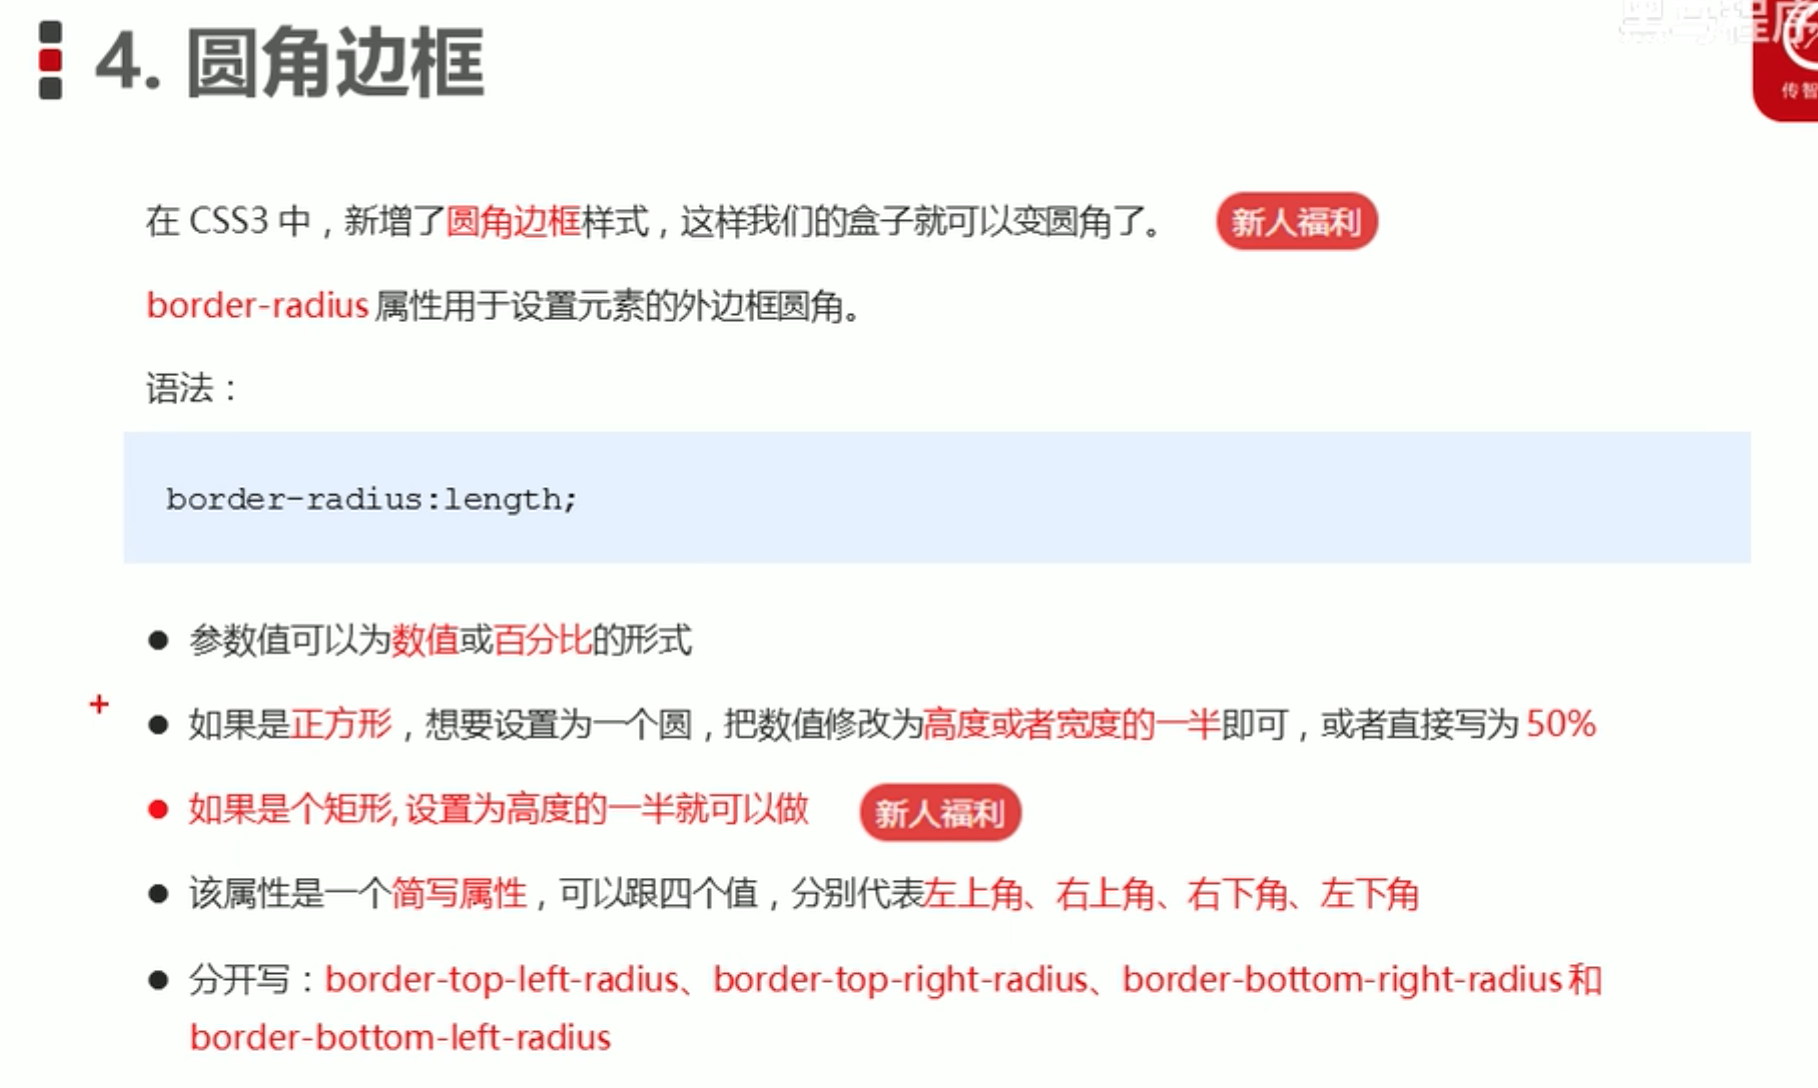 黑马程序
传智
4. 圆角边框
在 CSS3 中，新增了圆角边框样式，这样我们的盒子就可以变圆角了。 新人福利
border-radius 属性用于设置元素的外边框圆角。
语法：
border-radius:length;
参数值可以为数值或百分比的形式
如果是正方形，想要设置为一个圆，把数值修改为高度或者宽度的一半即可，或者直接写为 50%
如果是个矩形, 设置为高度的一半就可以做 新人福利
该属性是一个简写属性，可以跟四个值，分别代表左上角、右上角、右下角、左下角
分开写：border-top-left-radius、border-top-right-radius、border-bottom-right-radius 和
border-bottom-left-radius